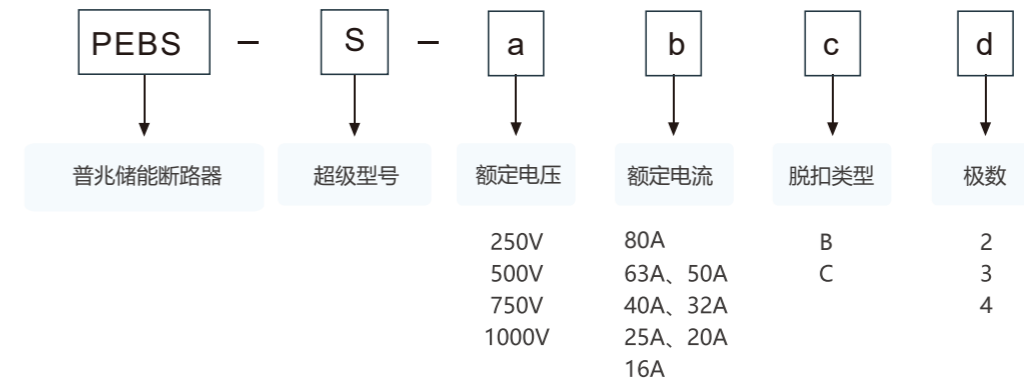 PEBS – S – a b c d
普兆储能断路器 超级型号 额定电压 额定电流 脱扣类型 极数
250V 80A B 2
500V 63A、50A C 3
750V 40A、32A 4
1000V 25A、20A
16A